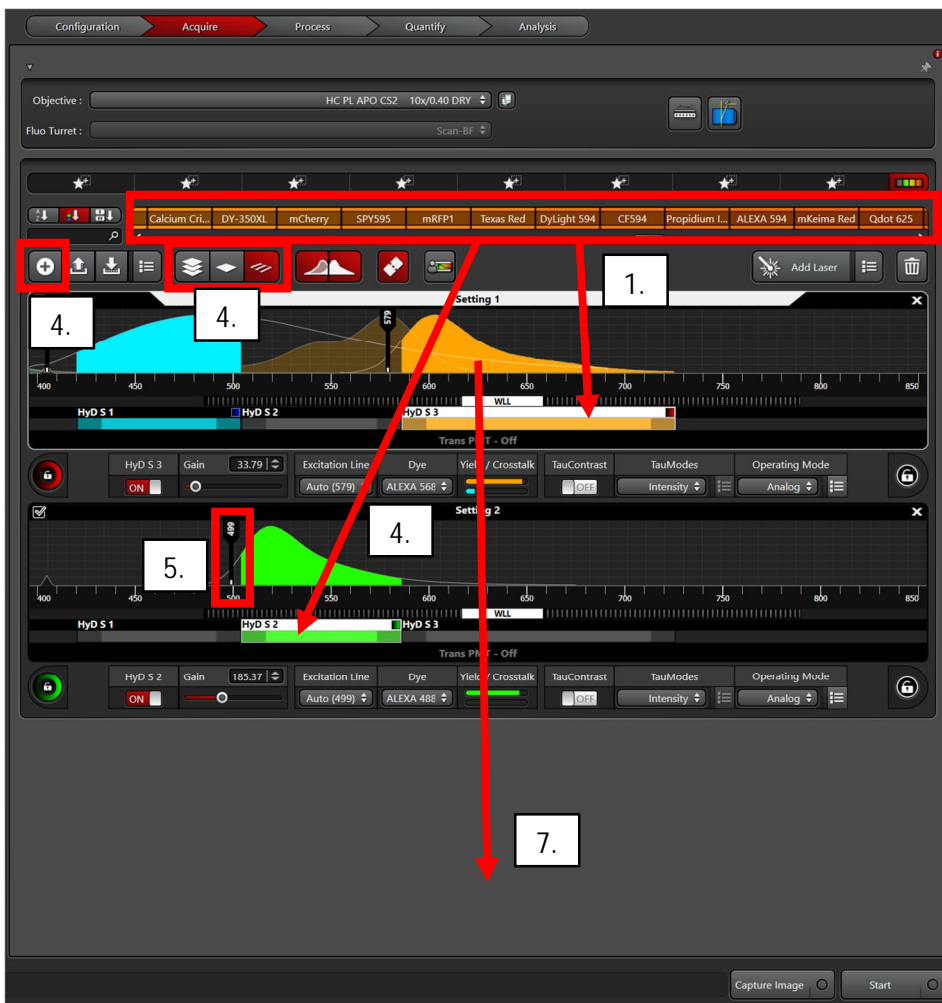 Configuration Acquire Process Quantify Analysis
Objective : HC PL APO CS2 10x/0.40 DRY
Fluo Turret : Scan-BF
Calcium Cri... DY-350XL mCherry SPY595 mRFP1 Texas Red DyLight 594 CF594 Propidium I... ALEXA 594 mKeima Red Qdot 625
Add Laser
1.
4.
4.
Setting 1
579
400 450 500 550 600 650 700 750 800 850
WLL
HyD S 1 HyD S 2 HyD S 3
Trans PMT - Off
HyD S 3 Gain 33.79 Excitation Line Dye Yield / Crosstalk TauContrast TauModes Operating Mode
ON Auto (579) ALEXA 568 OFF Intensity Analog
Setting 2
4.
499
5.
400 450 500 550 600 650 700 750 800 850
WLL
HyD S 1 HyD S 2 HyD S 3
Trans PMT - Off
HyD S 2 Gain 185.37 Excitation Line Dye Yield / Crosstalk TauContrast TauModes Operating Mode
ON Auto (499) ALEXA 488 OFF Intensity Analog
7.
Capture Image Start